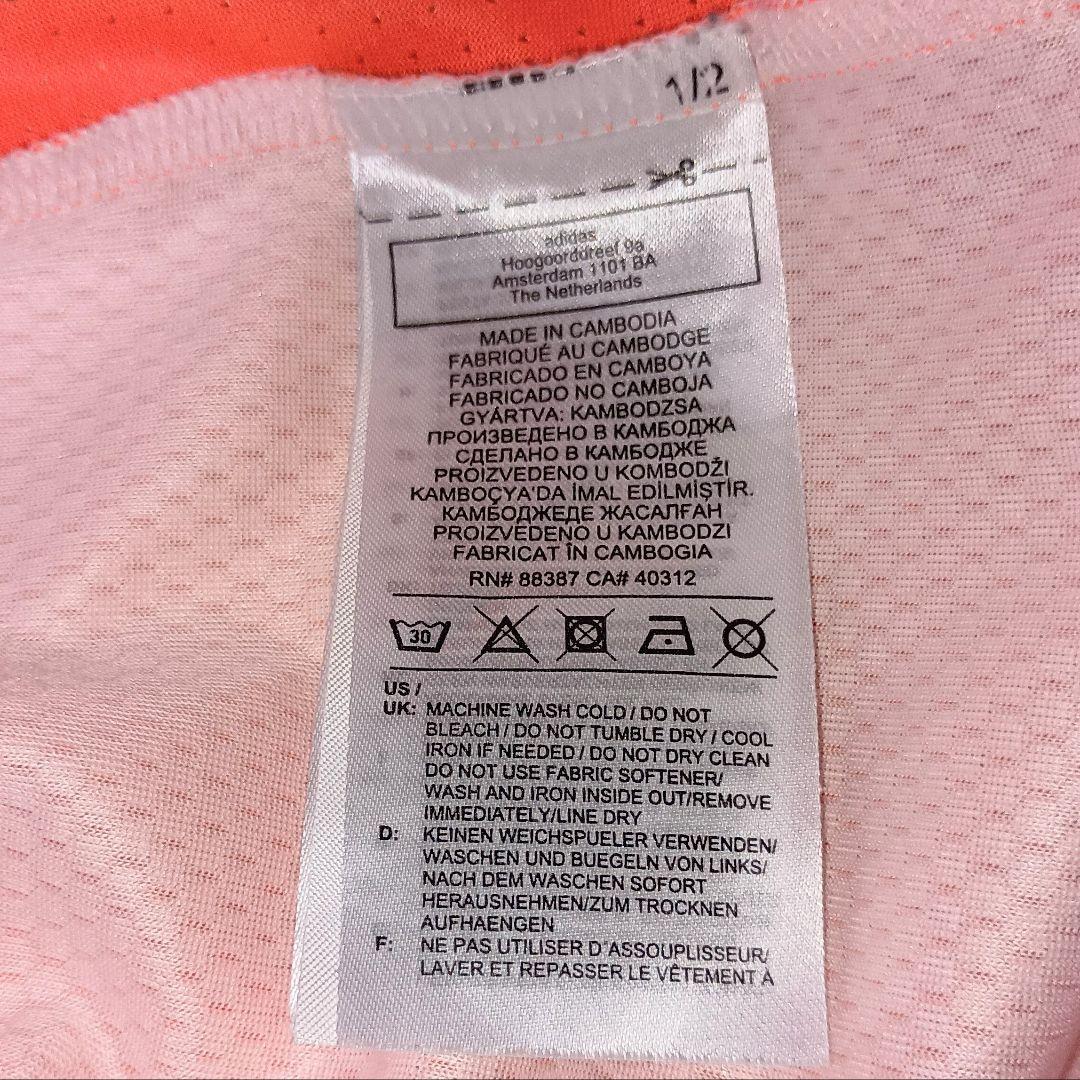 1/2
adidas
Hoogoorddreef 9a
Amsterdam 1101 BA
The Netherlands
MADE IN CAMBODIA
FABRIQUÉ AU CAMBODGE
FABRICADO EN CAMBOYA
FABRICADO NO CAMBOJA
GYÁRTVA: KAMBODZSA
ПРОИЗВЕДЕНО В КАМБОДЖА
СДЕЛАНО В КАМБОДЖЕ
PROIZVEDENO U KOMBODŽI
KAMBOÇYA'DA İMAL EDİLMİŞTİR.
КАМБОДЖЕДЕ ЖАСАЛҒАН
PROIZVEDENO U KAMBODZI
FABRICAT ÎN CAMBOGIA
RN# 88387 CA# 40312
30
US /
UK: MACHINE WASH COLD / DO NOT
BLEACH / DO NOT TUMBLE DRY / COOL
IRON IF NEEDED / DO NOT DRY CLEAN
DO NOT USE FABRIC SOFTENER/
WASH AND IRON INSIDE OUT/REMOVE
IMMEDIATELY/LINE DRY
D: KEINEN WEICHSPUELER VERWENDEN/
WASCHEN UND BUEGELN VON LINKS/
NACH DEM WASCHEN SOFORT
HERAUSNEHMEN/ZUM TROCKNEN
AUFHAENGEN
F: NE PAS UTILISER D'ASSOUPLISSEUR/
LAVER ET REPASSER LE VÊTEMENT À